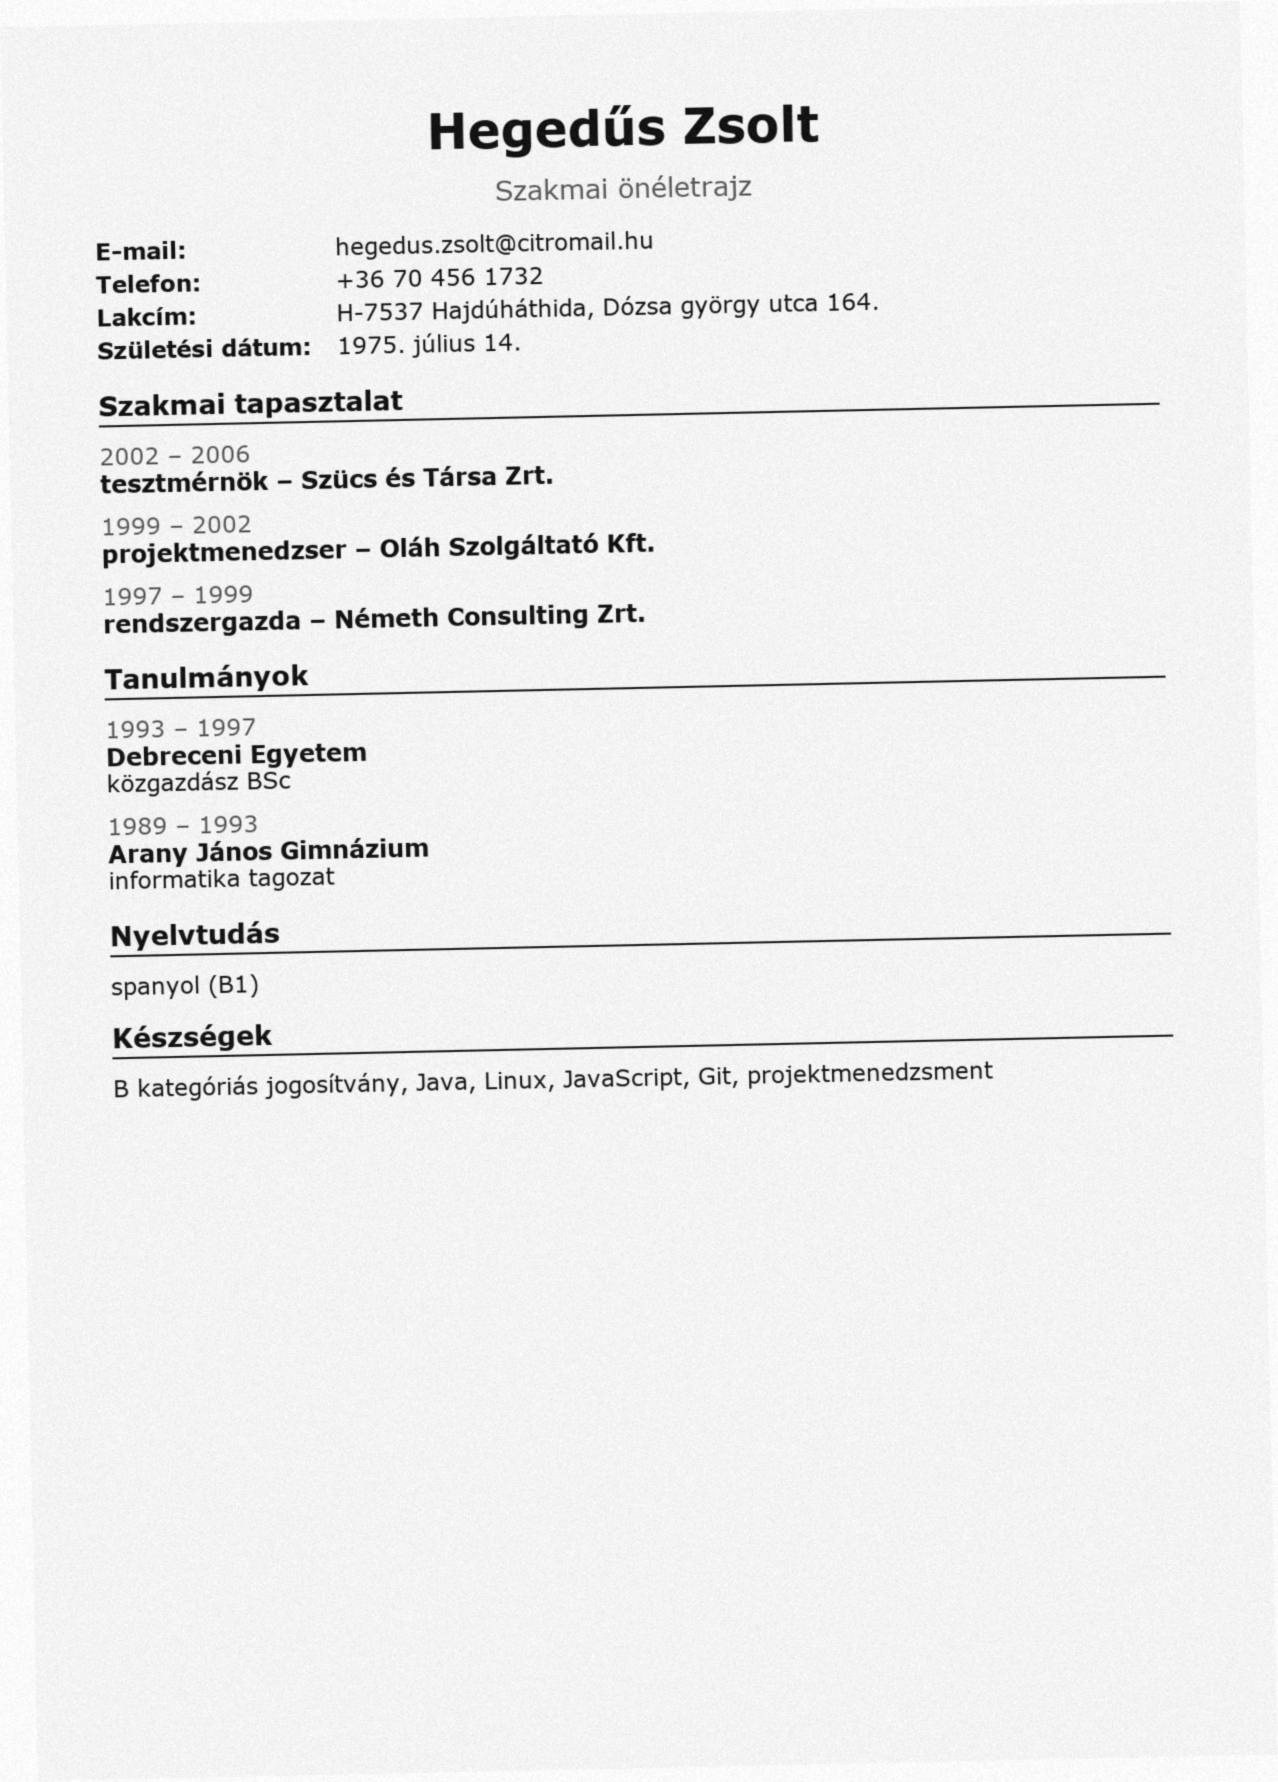 Hegedűs Zsolt
Szakmai önéletrajz
E-mail: hegedus.zsolt@citromail.hu
Telefon: +36 70 456 1732
Lakcím: H-7537 Hajdúháthida, Dózsa györgy utca 164.
Születési dátum: 1975. július 14.
Szakmai tapasztalat
2002 – 2006
tesztmérnök – Szücs és Társa Zrt.
1999 – 2002
projektmenedzser – Oláh Szolgáltató Kft.
1997 – 1999
rendszergazda – Németh Consulting Zrt.
Tanulmányok
1993 – 1997
Debreceni Egyetem
közgazdász BSc
1989 – 1993
Arany János Gimnázium
informatika tagozat
Nyelvtudás
spanyol (B1)
Készségek
B kategóriás jogosítvány, Java, Linux, JavaScript, Git, projektmenedzsment